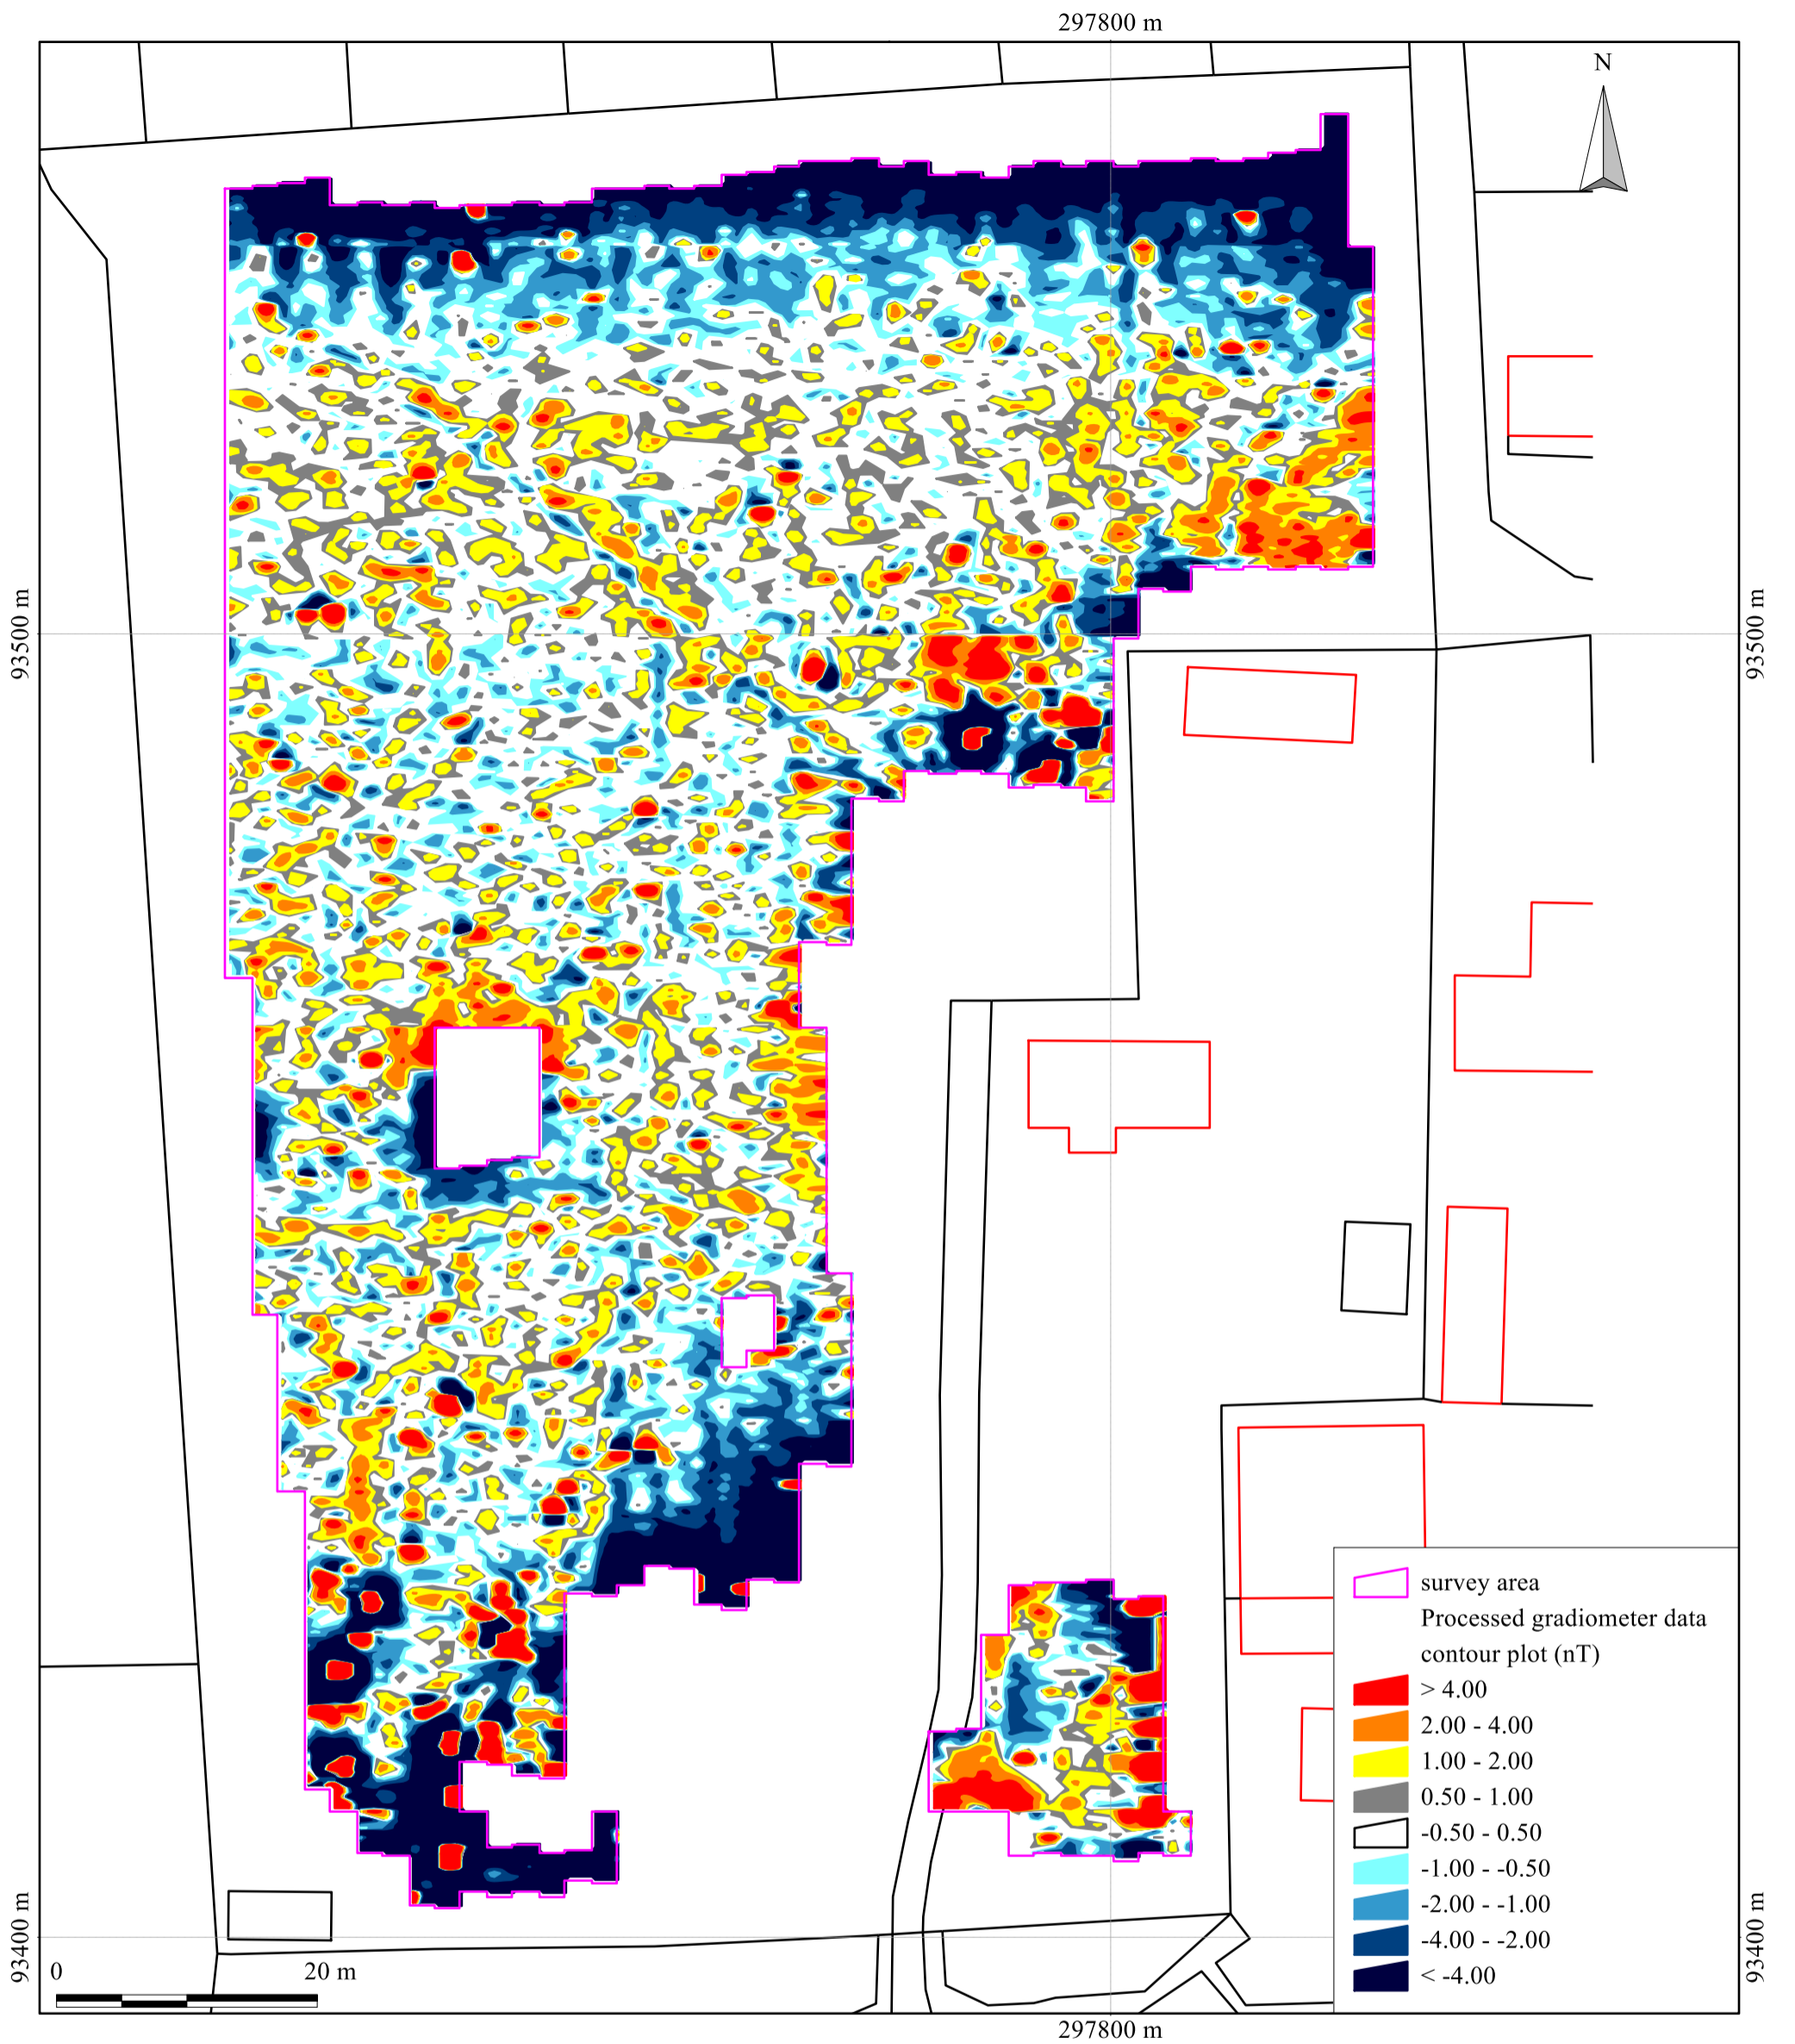 297800 m
N
93500 m
93500 m
survey area
Processed gradiometer data
contour plot (nT)
> 4.00
2.00 - 4.00
1.00 - 2.00
0.50 - 1.00
-0.50 - 0.50
-1.00 - -0.50
-2.00 - -1.00
-4.00 - -2.00
< -4.00
93400 m
93400 m
0 20 m
297800 m